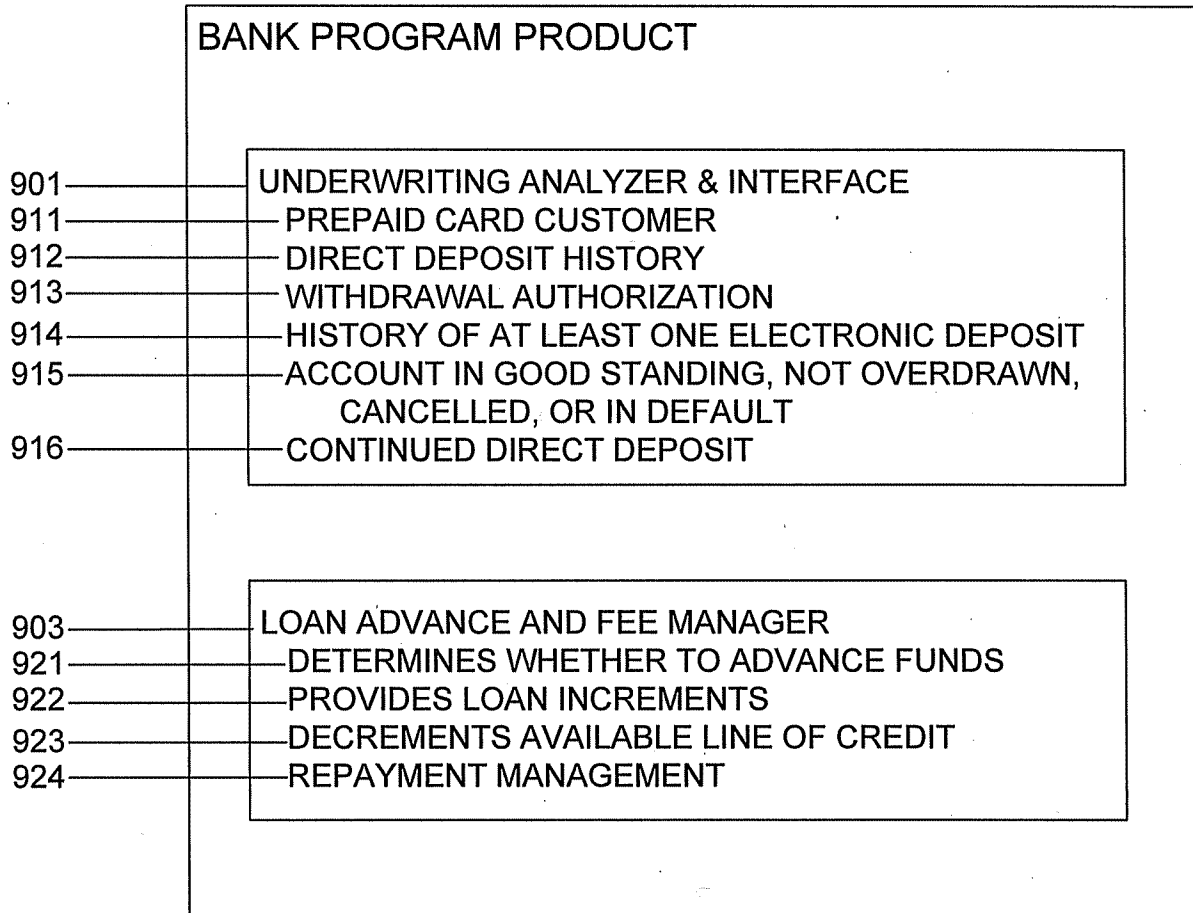 BANK PROGRAM PRODUCT
901 UNDERWRITING ANALYZER & INTERFACE
911 PREPAID CARD CUSTOMER
912 DIRECT DEPOSIT HISTORY
913 WITHDRAWAL AUTHORIZATION
914 HISTORY OF AT LEAST ONE ELECTRONIC DEPOSIT
915 ACCOUNT IN GOOD STANDING, NOT OVERDRAWN,
CANCELLED, OR IN DEFAULT
916 CONTINUED DIRECT DEPOSIT
903 LOAN ADVANCE AND FEE MANAGER
921 DETERMINES WHETHER TO ADVANCE FUNDS
922 PROVIDES LOAN INCREMENTS
923 DECREMENTS AVAILABLE LINE OF CREDIT
924 REPAYMENT MANAGEMENT